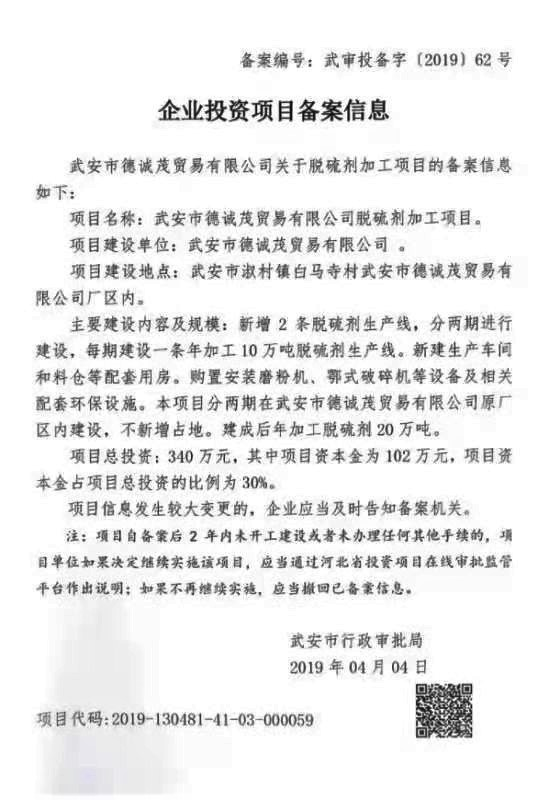 备案编号：武审投备字〔2019〕62号
企业投资项目备案信息
武安市德诚茂贸易有限公司关于脱硫剂加工项目的备案信息
如下：
项目名称：武安市德诚茂贸易有限公司脱硫剂加工项目。
项目建设单位：武安市德诚茂贸易有限公司 。
项目建设地点：武安市淑村镇白马寺村武安市德诚茂贸易有
限公司厂区内。
主要建设内容及规模：新增 2 条脱硫剂生产线，分两期进行
建设，每期建设一条年加工10万吨脱硫剂生产线。新建生产车间
和料仓等配套用房。购置安装磨粉机、鄂式破碎机等设备及相关
配套环保设施。本项目分两期在武安市德诚茂贸易有限公司原厂
区内建设，不新增占地。建成后年加工脱硫剂20万吨。
项目总投资：340 万元，其中项目资本金为 102 万元，项目资
本金占项目总投资的比例为 30%。
项目信息发生较大变更的，企业应当及时告知备案机关。
注：项目自备案后 2 年内未开工建设或者未办理任何其他手续的，项
目单位如果决定继续实施该项目，应当通过河北省投资项目在线审批监管
平台作出说明；如果不再继续实施，应当撤回已备案信息。
武安市行政审批局
2019 年 04 月 04 日
项目代码:2019-130481-41-03-000059